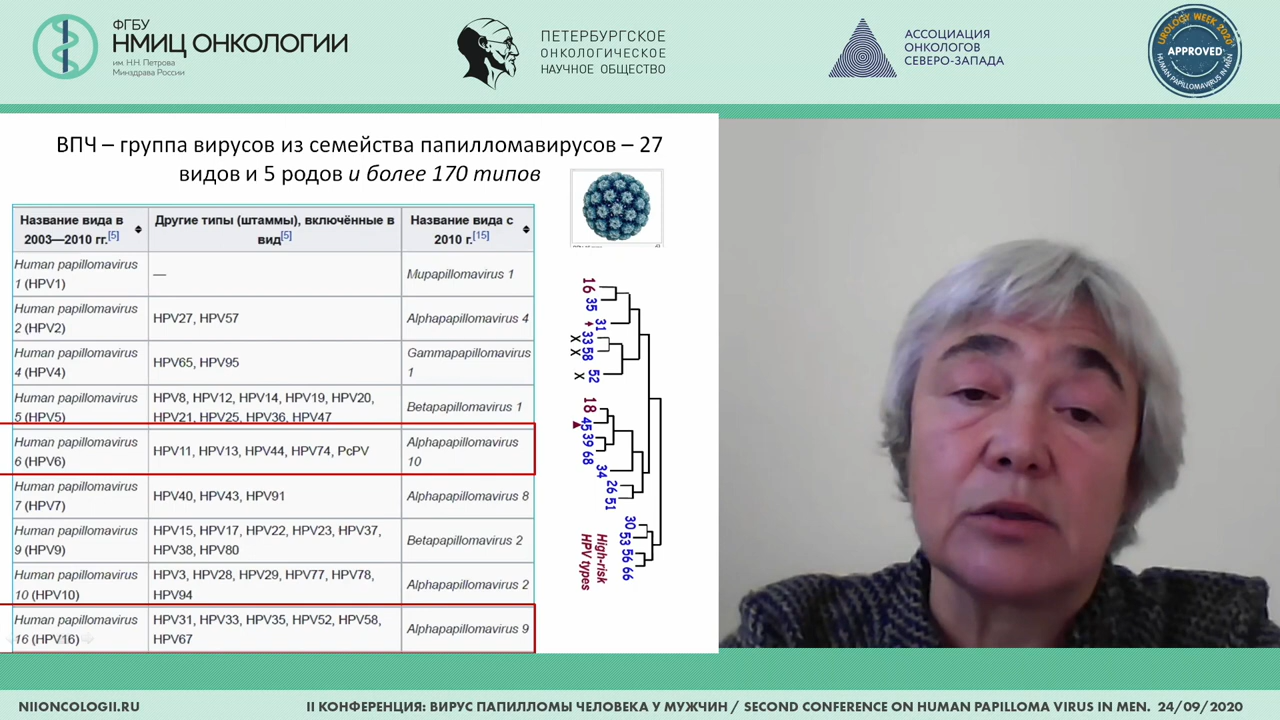 ФГБУ
НМИЦ ОНКОЛОГИИ
им. Н.Н. Петрова
Минздрава России
ПЕТЕРБУРГСКОЕ
ОНКОЛОГИЧЕСКОЕ
НАУЧНОЕ ОБЩЕСТВО
АССОЦИАЦИЯ
ОНКОЛОГОВ
СЕВЕРО-ЗАПАДА
UROLOGY WEEK 2020
APPROVED
HUMAN PAPILLOMAVIRUS IN MEN
ВПЧ – группа вирусов из семейства папилломавирусов – 27
видов и 5 родов и более 170 типов
Название вида в
2003—2010 гг.[5]
Другие типы (штаммы), включённые в
вид[5]
Название вида с
2010 г.[15]
Human papillomavirus
1 (HPV1)
—
Mupapillomavirus 1
Human papillomavirus
2 (HPV2)
HPV27, HPV57
Alphapapillomavirus 4
Human papillomavirus
4 (HPV4)
HPV65, HPV95
Gammapapillomavirus
1
Human papillomavirus
5 (HPV5)
HPV8, HPV12, HPV14, HPV19, HPV20,
HPV21, HPV25, HPV36, HPV47
Betapapillomavirus 1
Human papillomavirus
6 (HPV6)
HPV11, HPV13, HPV44, HPV74, PcPV
Alphapapillomavirus
10
Human papillomavirus
7 (HPV7)
HPV40, HPV43, HPV91
Alphapapillomavirus 8
Human papillomavirus
9 (HPV9)
HPV15, HPV17, HPV22, HPV23, HPV37,
HPV38, HPV80
Betapapillomavirus 2
Human papillomavirus
10 (HPV10)
HPV3, HPV28, HPV29, HPV77, HPV78,
HPV94
Alphapapillomavirus 2
Human papillomavirus
16 (HPV16)
HPV31, HPV33, HPV35, HPV52, HPV58,
HPV67
Alphapapillomavirus 9
16
35
31
33
X
58
X
52
X
18
45
39
68
34
26
51
30
53
56
66
High-risk
HPV types
NIIONCOLOGII.RU
II КОНФЕРЕНЦИЯ: ВИРУС ПАПИЛЛОМЫ ЧЕЛОВЕКА У МУЖЧИН / SECOND CONFERENCE ON HUMAN PAPILLOMA VIRUS IN MEN. 24/09/2020